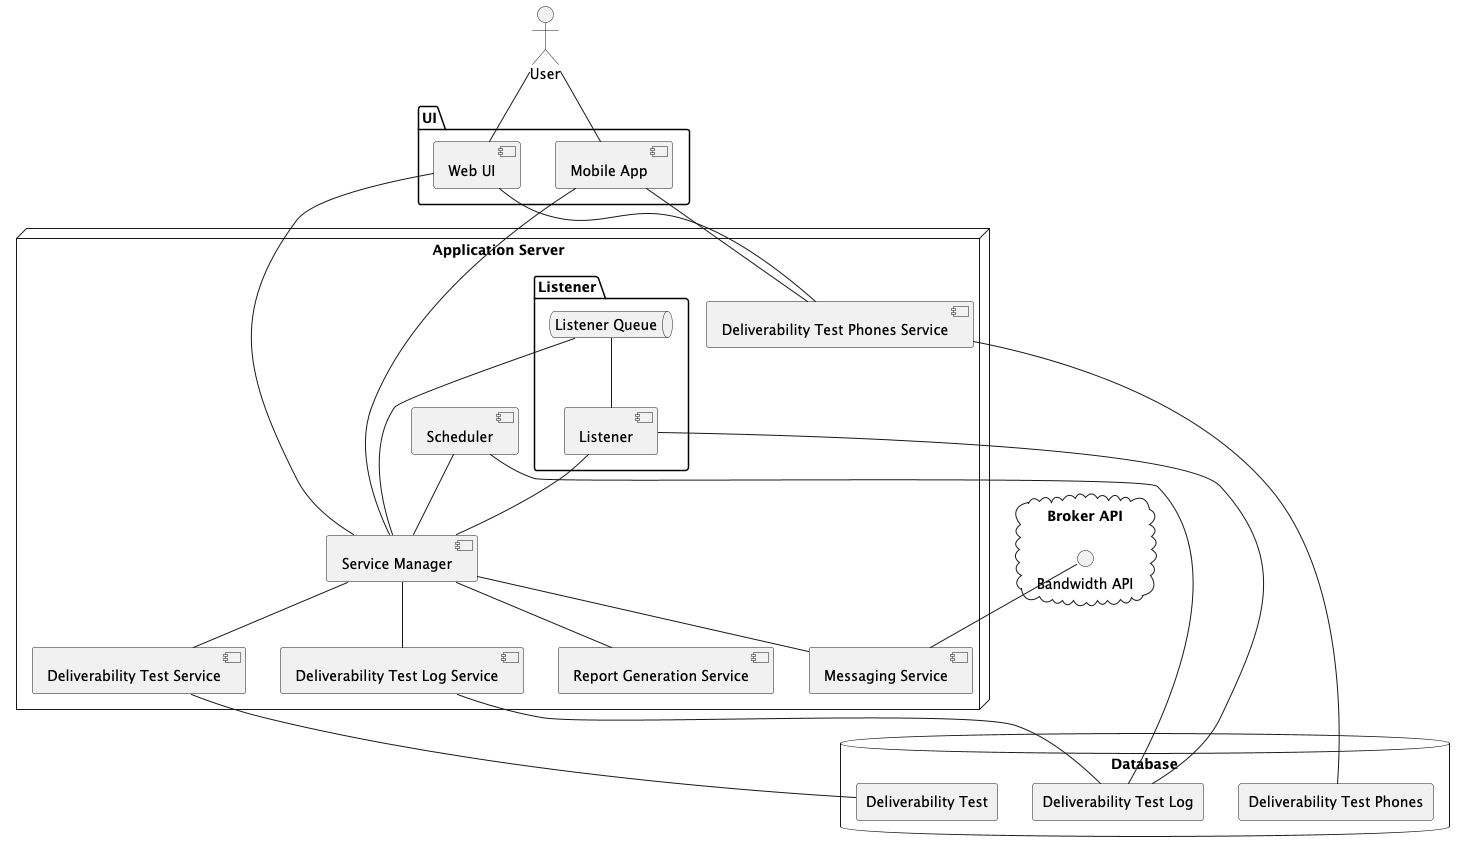 User
UI
Web UI
Mobile App
Application Server
Listener
Listener Queue
Deliverability Test Phones Service
Scheduler
Listener
Broker API
Bandwidth API
Service Manager
Deliverability Test Service
Deliverability Test Log Service
Report Generation Service
Messaging Service
Database
Deliverability Test
Deliverability Test Log
Deliverability Test Phones